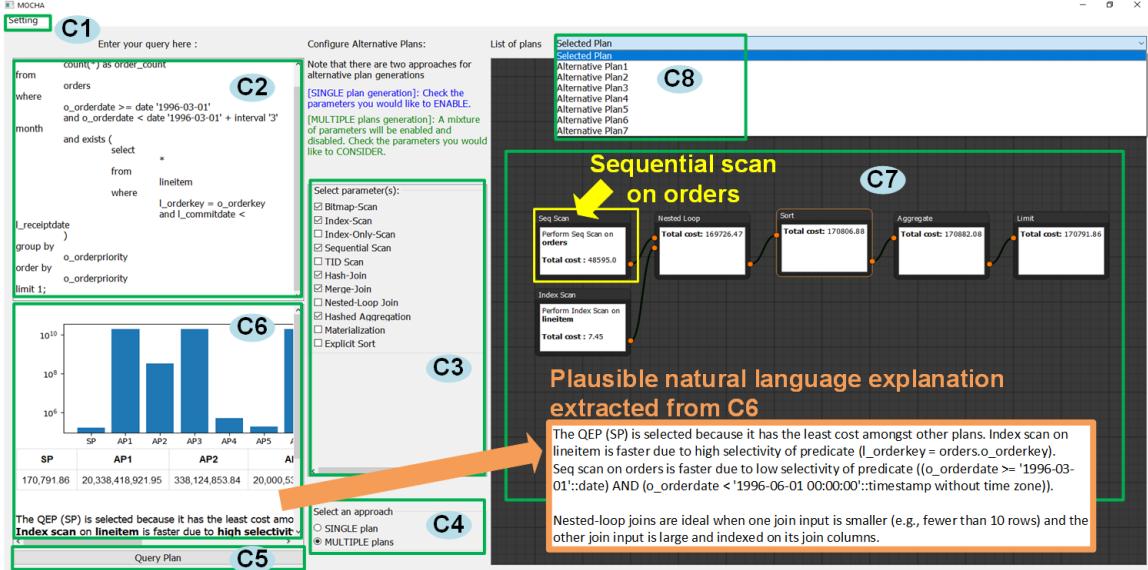 MOCHA
Setting
C1
Enter your query here :
count(*) as order_count
from
orders
where
o_orderdate >= date '1996-03-01'
and o_orderdate < date '1996-03-01' + interval '3'
month
and exists (
select
*
from
lineitem
where
l_orderkey = o_orderkey
and l_commitdate <
l_receiptdate
)
group by
o_orderpriority
order by
o_orderpriority
limit 1;
C2
10^10
10^8
10^6
SP AP1 AP2 AP3 AP4 AP5 A
C6
SP AP1 AP2 AI
170,791.86 20,338,418,921.95 338,124,853.84 20,000,53
The QEP (SP) is selected because it has the least cost amo
Index scan on lineitem is faster due to high selectivit
Query Plan
C5
Configure Alternative Plans:
Note that there are two approaches for
alternative plan generations
[SINGLE plan generation]: Check the
parameters you would like to ENABLE.
[MULTIPLE plans generation]: A mixture
of parameters will be enabled and
disabled. Check the parameters you would
like to CONSIDER.
Select parameter(s):
Bitmap-Scan
Index-Scan
Index-Only-Scan
Sequential Scan
TID Scan
Hash-Join
Merge-Join
Nested-Loop Join
Hashed Aggregation
Materialization
Explicit Sort
C3
Select an approach
SINGLE plan
MULTIPLE plans
C4
List of plans
Selected Plan
Selected Plan
Alternative Plan1
Alternative Plan2
Alternative Plan3
Alternative Plan4
Alternative Plan5
Alternative Plan6
Alternative Plan7
C8
Sequential scan
on orders
C7
Seq Scan
Perform Seq Scan on
orders
Total cost : 48595.0
Nested Loop
Total cost: 169726.47
Sort
Total cost: 170806.88
Aggregate
Total cost: 170882.08
Limit
Total cost: 170791.86
Index Scan
Perform Index Scan on
lineitem
Total cost : 7.45
Plausible natural language explanation
extracted from C6
The QEP (SP) is selected because it has the least cost amongst other plans. Index scan on
lineitem is faster due to high selectivity of predicate (l_orderkey = orders.o_orderkey).
Seq scan on orders is faster due to low selectivity of predicate ((o_orderdate >= '1996-03-
01'::date) AND (o_orderdate < '1996-06-01 00:00:00'::timestamp without time zone)).
Nested-loop joins are ideal when one join input is smaller (e.g., fewer than 10 rows) and the
other join input is large and indexed on its join columns.